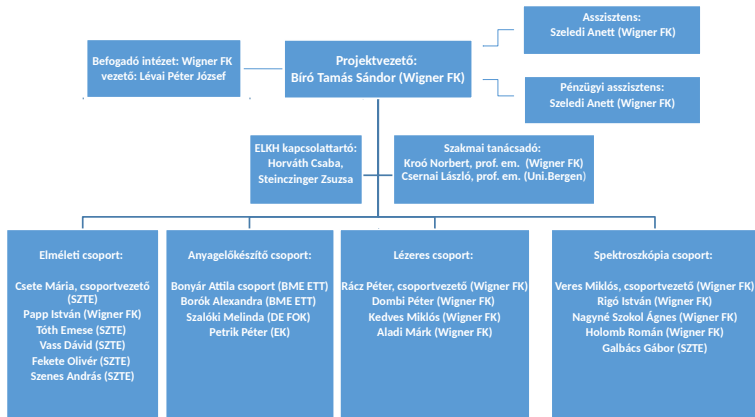 Asszisztens:
Szeledi Anett (Wigner FK)
Befogadó intézet: Wigner FK
vezető: Lévai Péter József
Projektvezető:
Bíró Tamás Sándor (Wigner FK)
Pénzügyi asszisztens:
Szeledi Anett (Wigner FK)
ELKH kapcsolattartó:
Horváth Csaba,
Steinczinger Zsuzsa
Szakmai tanácsadó:
Kroó Norbert, prof. em. (Wigner FK)
Csernai László, prof. em. (Uni.Bergen)
Elméleti csoport:
Csete Mária, csoportvezető
(SZTE)
Papp István (Wigner FK)
Tóth Emese (SZTE)
Vass Dávid (SZTE)
Fekete Olivér (SZTE)
Szenes András (SZTE)
Anyagelőkészítő csoport:
Bonyár Attila csoport (BME ETT)
Borók Alexandra (BME ETT)
Szalóki Melinda (DE FOK)
Petrik Péter (EK)
Lézeres csoport:
Rácz Péter, csoportvezető (Wigner FK)
Dombi Péter (Wigner FK)
Kedves Miklós (Wigner FK)
Aladi Márk (Wigner FK)
Spektroszkópia csoport:
Veres Miklós, csoportvezető (Wigner FK)
Rigó István (Wigner FK)
Nagyné Szokol Ágnes (Wigner FK)
Holomb Román (Wigner FK)
Galbács Gábor (SZTE)